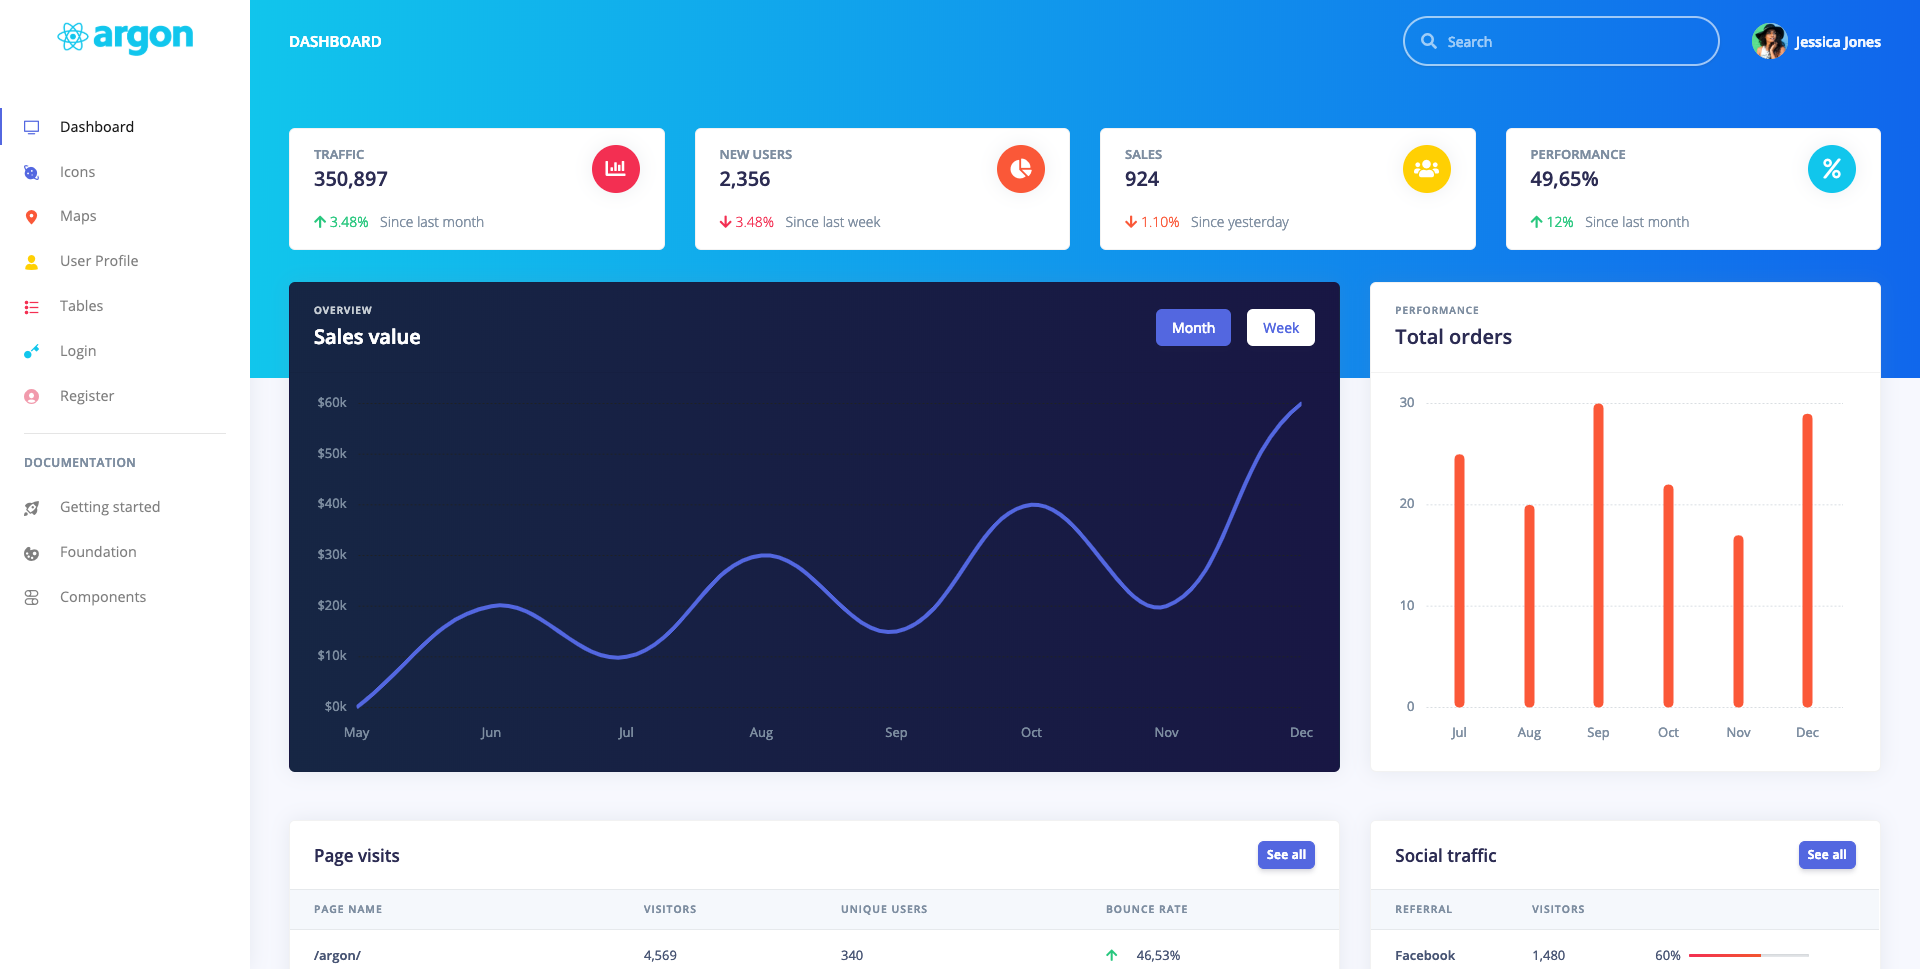 argon
Dashboard
Icons
Maps
User Profile
Tables
Login
Register
DOCUMENTATION
Getting started
Foundation
Components
DASHBOARD
Search
Jessica Jones
TRAFFIC
350,897
3.48% Since last month
NEW USERS
2,356
3.48% Since last week
SALES
924
1.10% Since yesterday
PERFORMANCE
49,65%
12% Since last month
OVERVIEW
Sales value
Month
Week
$60k
$50k
$40k
$30k
$20k
$10k
$0k
May Jun Jul Aug Sep Oct Nov Dec
PERFORMANCE
Total orders
30
20
10
0
Jul Aug Sep Oct Nov Dec
Page visits
See all
PAGE NAME VISITORS UNIQUE USERS BOUNCE RATE
/argon/ 4,569 340 46,53%
Social traffic
See all
REFERRAL VISITORS
Facebook 1,480 60%